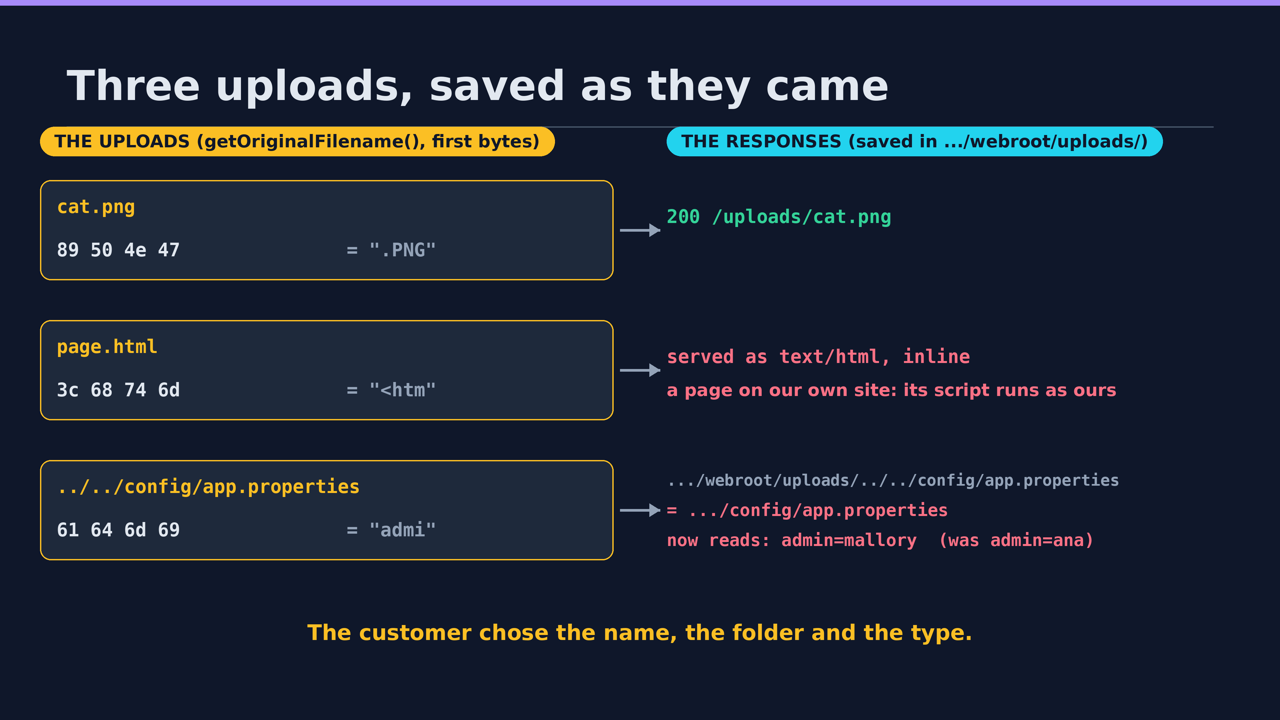 Three uploads, saved as they came
THE UPLOADS (getOriginalFilename(), first bytes)
THE RESPONSES (saved in .../webroot/uploads/)
cat.png
89 50 4e 47 = ".PNG"
200 /uploads/cat.png
page.html
3c 68 74 6d = "<htm"
served as text/html, inline
a page on our own site: its script runs as ours
../../config/app.properties
61 64 6d 69 = "admi"
.../webroot/uploads/../../config/app.properties
= .../config/app.properties
now reads: admin=mallory (was admin=ana)
The customer chose the name, the folder and the type.